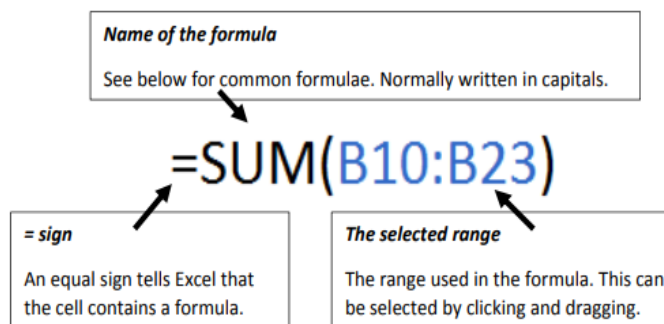 Name of the formula
See below for common formulae. Normally written in capitals.
=SUM(B10:B23)
= sign
An equal sign tells Excel that
the cell contains a formula.
The selected range
The range used in the formula. This can
be selected by clicking and dragging.